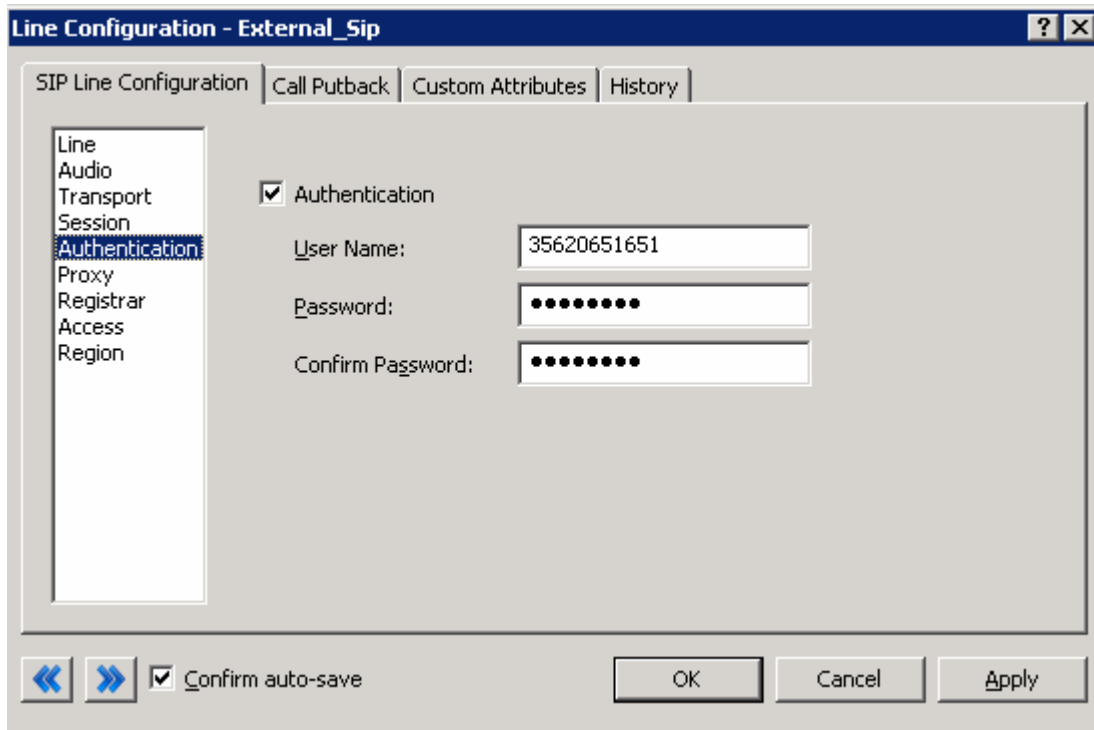 Line Configuration - External_Sip
SIP Line Configuration
Call Putback
Custom Attributes
History
Line
Audio
Transport
Session
Authentication
Proxy
Registrar
Access
Region
Authentication
User Name:
35620651651
Password:
••••••••
Confirm Password:
••••••••
Confirm auto-save
OK
Cancel
Apply